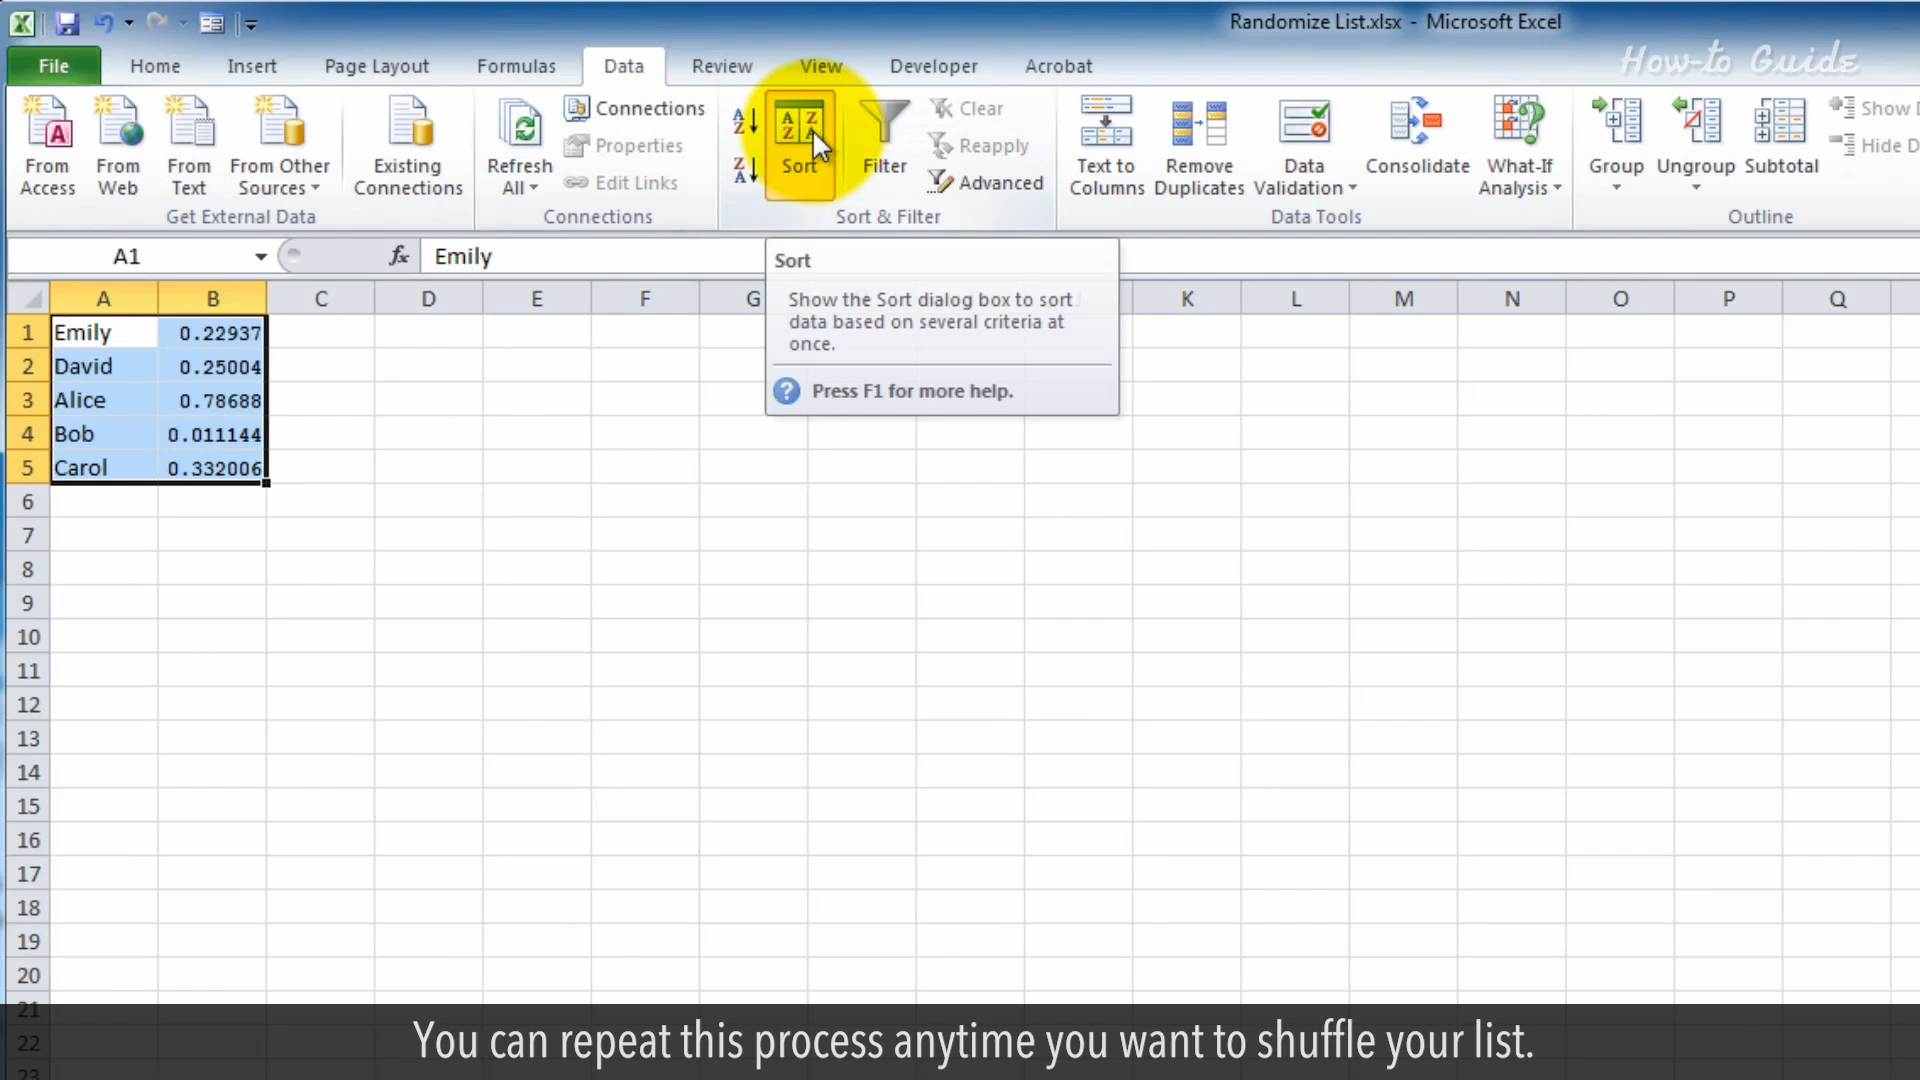 Randomize List.xlsx - Microsoft Excel
How-to Guide
File Home Insert Page Layout Formulas Data Review View Developer Acrobat
From Access
From Web
From Text
From Other Sources
Get External Data
Existing Connections
Refresh All
Connections
Properties
Edit Links
Connections
Sort
Filter
Clear
Reapply
Advanced
Sort & Filter
Text to Columns
Remove Duplicates
Data Validation
Consolidate
What-If Analysis
Data Tools
Group
Ungroup
Subtotal
Show D
Hide D
Outline
A1 fx Emily
Sort
Show the Sort dialog box to sort
data based on several criteria at
once.
Press F1 for more help.
A B C D E F G K L M N O P Q
1 Emily 0.22937
2 David 0.25004
3 Alice 0.78688
4 Bob 0.011144
5 Carol 0.332006
6
7
8
9
10
11
12
13
14
15
16
17
18
19
20
21
22
23
You can repeat this process anytime you want to shuffle your list.